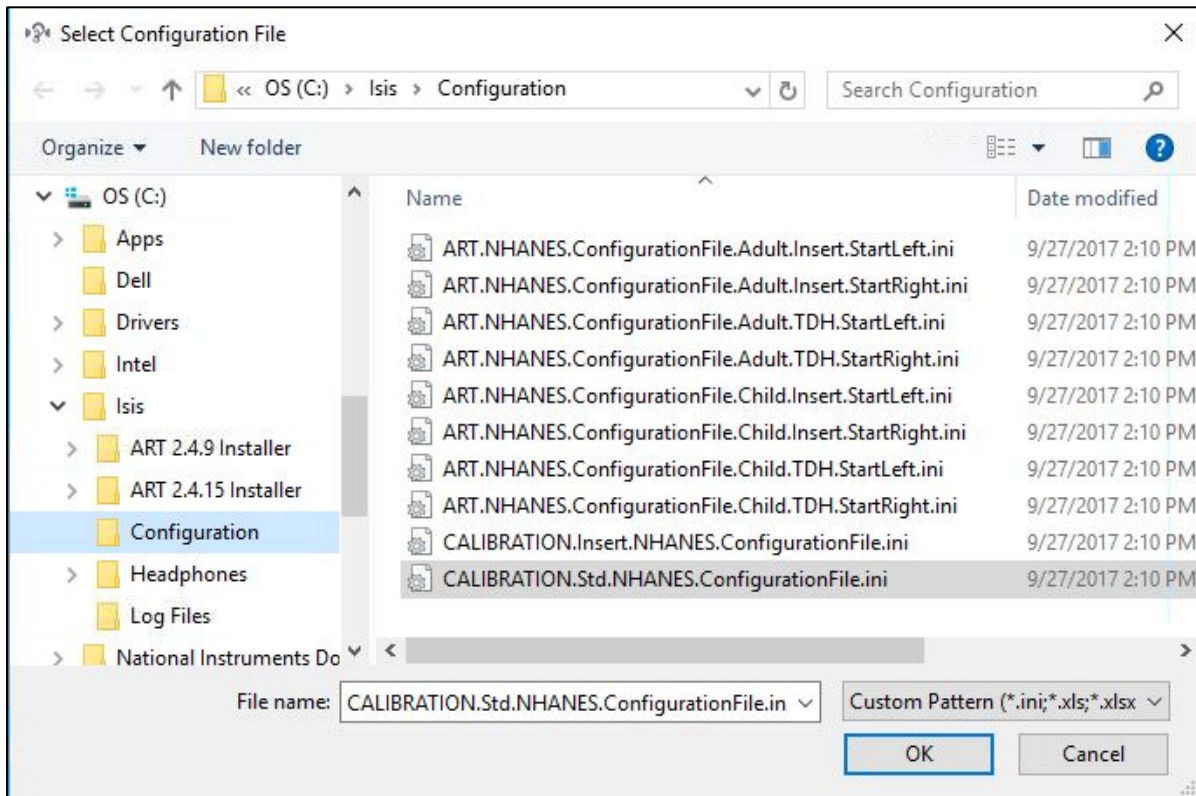 Select Configuration File
« OS (C:) > Isis > Configuration
Search Configuration
Organize
New folder
OS (C:)
Apps
Dell
Drivers
Intel
Isis
ART 2.4.9 Installer
ART 2.4.15 Installer
Configuration
Headphones
Log Files
National Instruments Do
Name Date modified
ART.NHANES.ConfigurationFile.Adult.Insert.StartLeft.ini 9/27/2017 2:10 PM
ART.NHANES.ConfigurationFile.Adult.Insert.StartRight.ini 9/27/2017 2:10 PM
ART.NHANES.ConfigurationFile.Adult.TDH.StartLeft.ini 9/27/2017 2:10 PM
ART.NHANES.ConfigurationFile.Adult.TDH.StartRight.ini 9/27/2017 2:10 PM
ART.NHANES.ConfigurationFile.Child.Insert.StartLeft.ini 9/27/2017 2:10 PM
ART.NHANES.ConfigurationFile.Child.Insert.StartRight.ini 9/27/2017 2:10 PM
ART.NHANES.ConfigurationFile.Child.TDH.StartLeft.ini 9/27/2017 2:10 PM
ART.NHANES.ConfigurationFile.Child.TDH.StartRight.ini 9/27/2017 2:10 PM
CALIBRATION.Insert.NHANES.ConfigurationFile.ini 9/27/2017 2:10 PM
CALIBRATION.Std.NHANES.ConfigurationFile.ini 9/27/2017 2:10 PM
File name: CALIBRATION.Std.NHANES.ConfigurationFile.in
Custom Pattern (*.ini;*.xls;*.xlsx
OK
Cancel